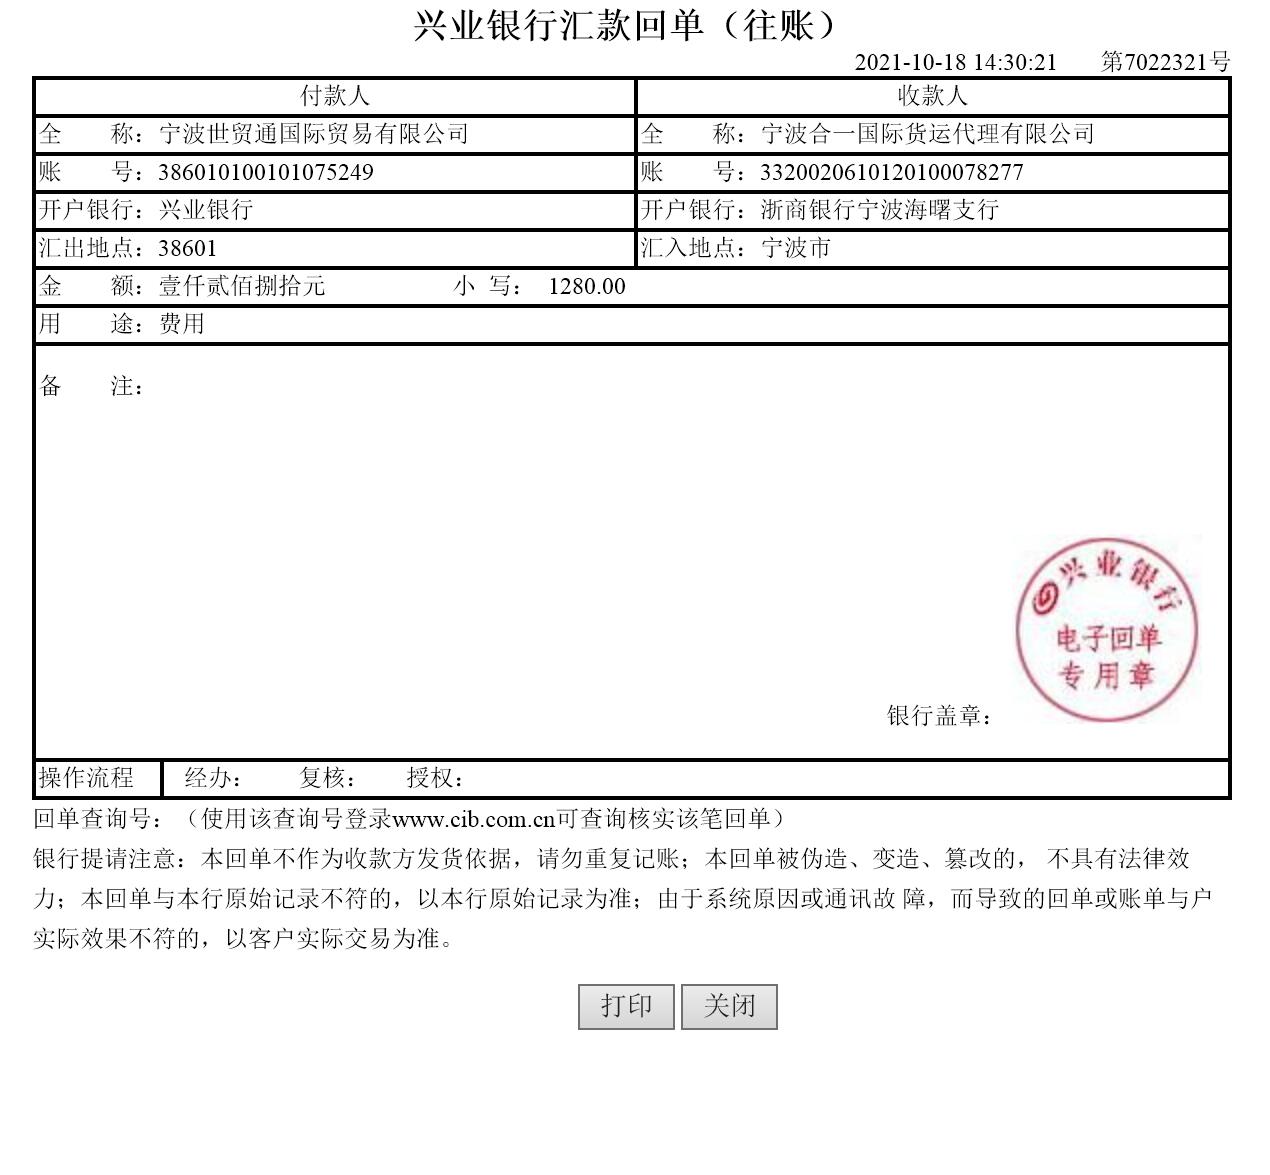 兴业银行汇款回单（往账）
2021-10-18 14:30:21 第7022321号
付款人 收款人
全 称：宁波世贸通国际贸易有限公司 全 称：宁波合一国际货运代理有限公司
账 号：386010100101075249 账 号：3320020610120100078277
开户银行：兴业银行 开户银行：浙商银行宁波海曙支行
汇出地点：38601 汇入地点：宁波市
金 额：壹仟贰佰捌拾元 小 写： 1280.00
用 途：费用
备 注：
兴业银行
电子回单
专用章
银行盖章：
操作流程 经办： 复核： 授权：
回单查询号：（使用该查询号登录www.cib.com.cn可查询核实该笔回单）
银行提请注意：本回单不作为收款方发货依据，请勿重复记账；本回单被伪造、变造、篡改的， 不具有法律效
力；本回单与本行原始记录不符的，以本行原始记录为准；由于系统原因或通讯故 障，而导致的回单或账单与户
实际效果不符的，以客户实际交易为准。
打印 关闭